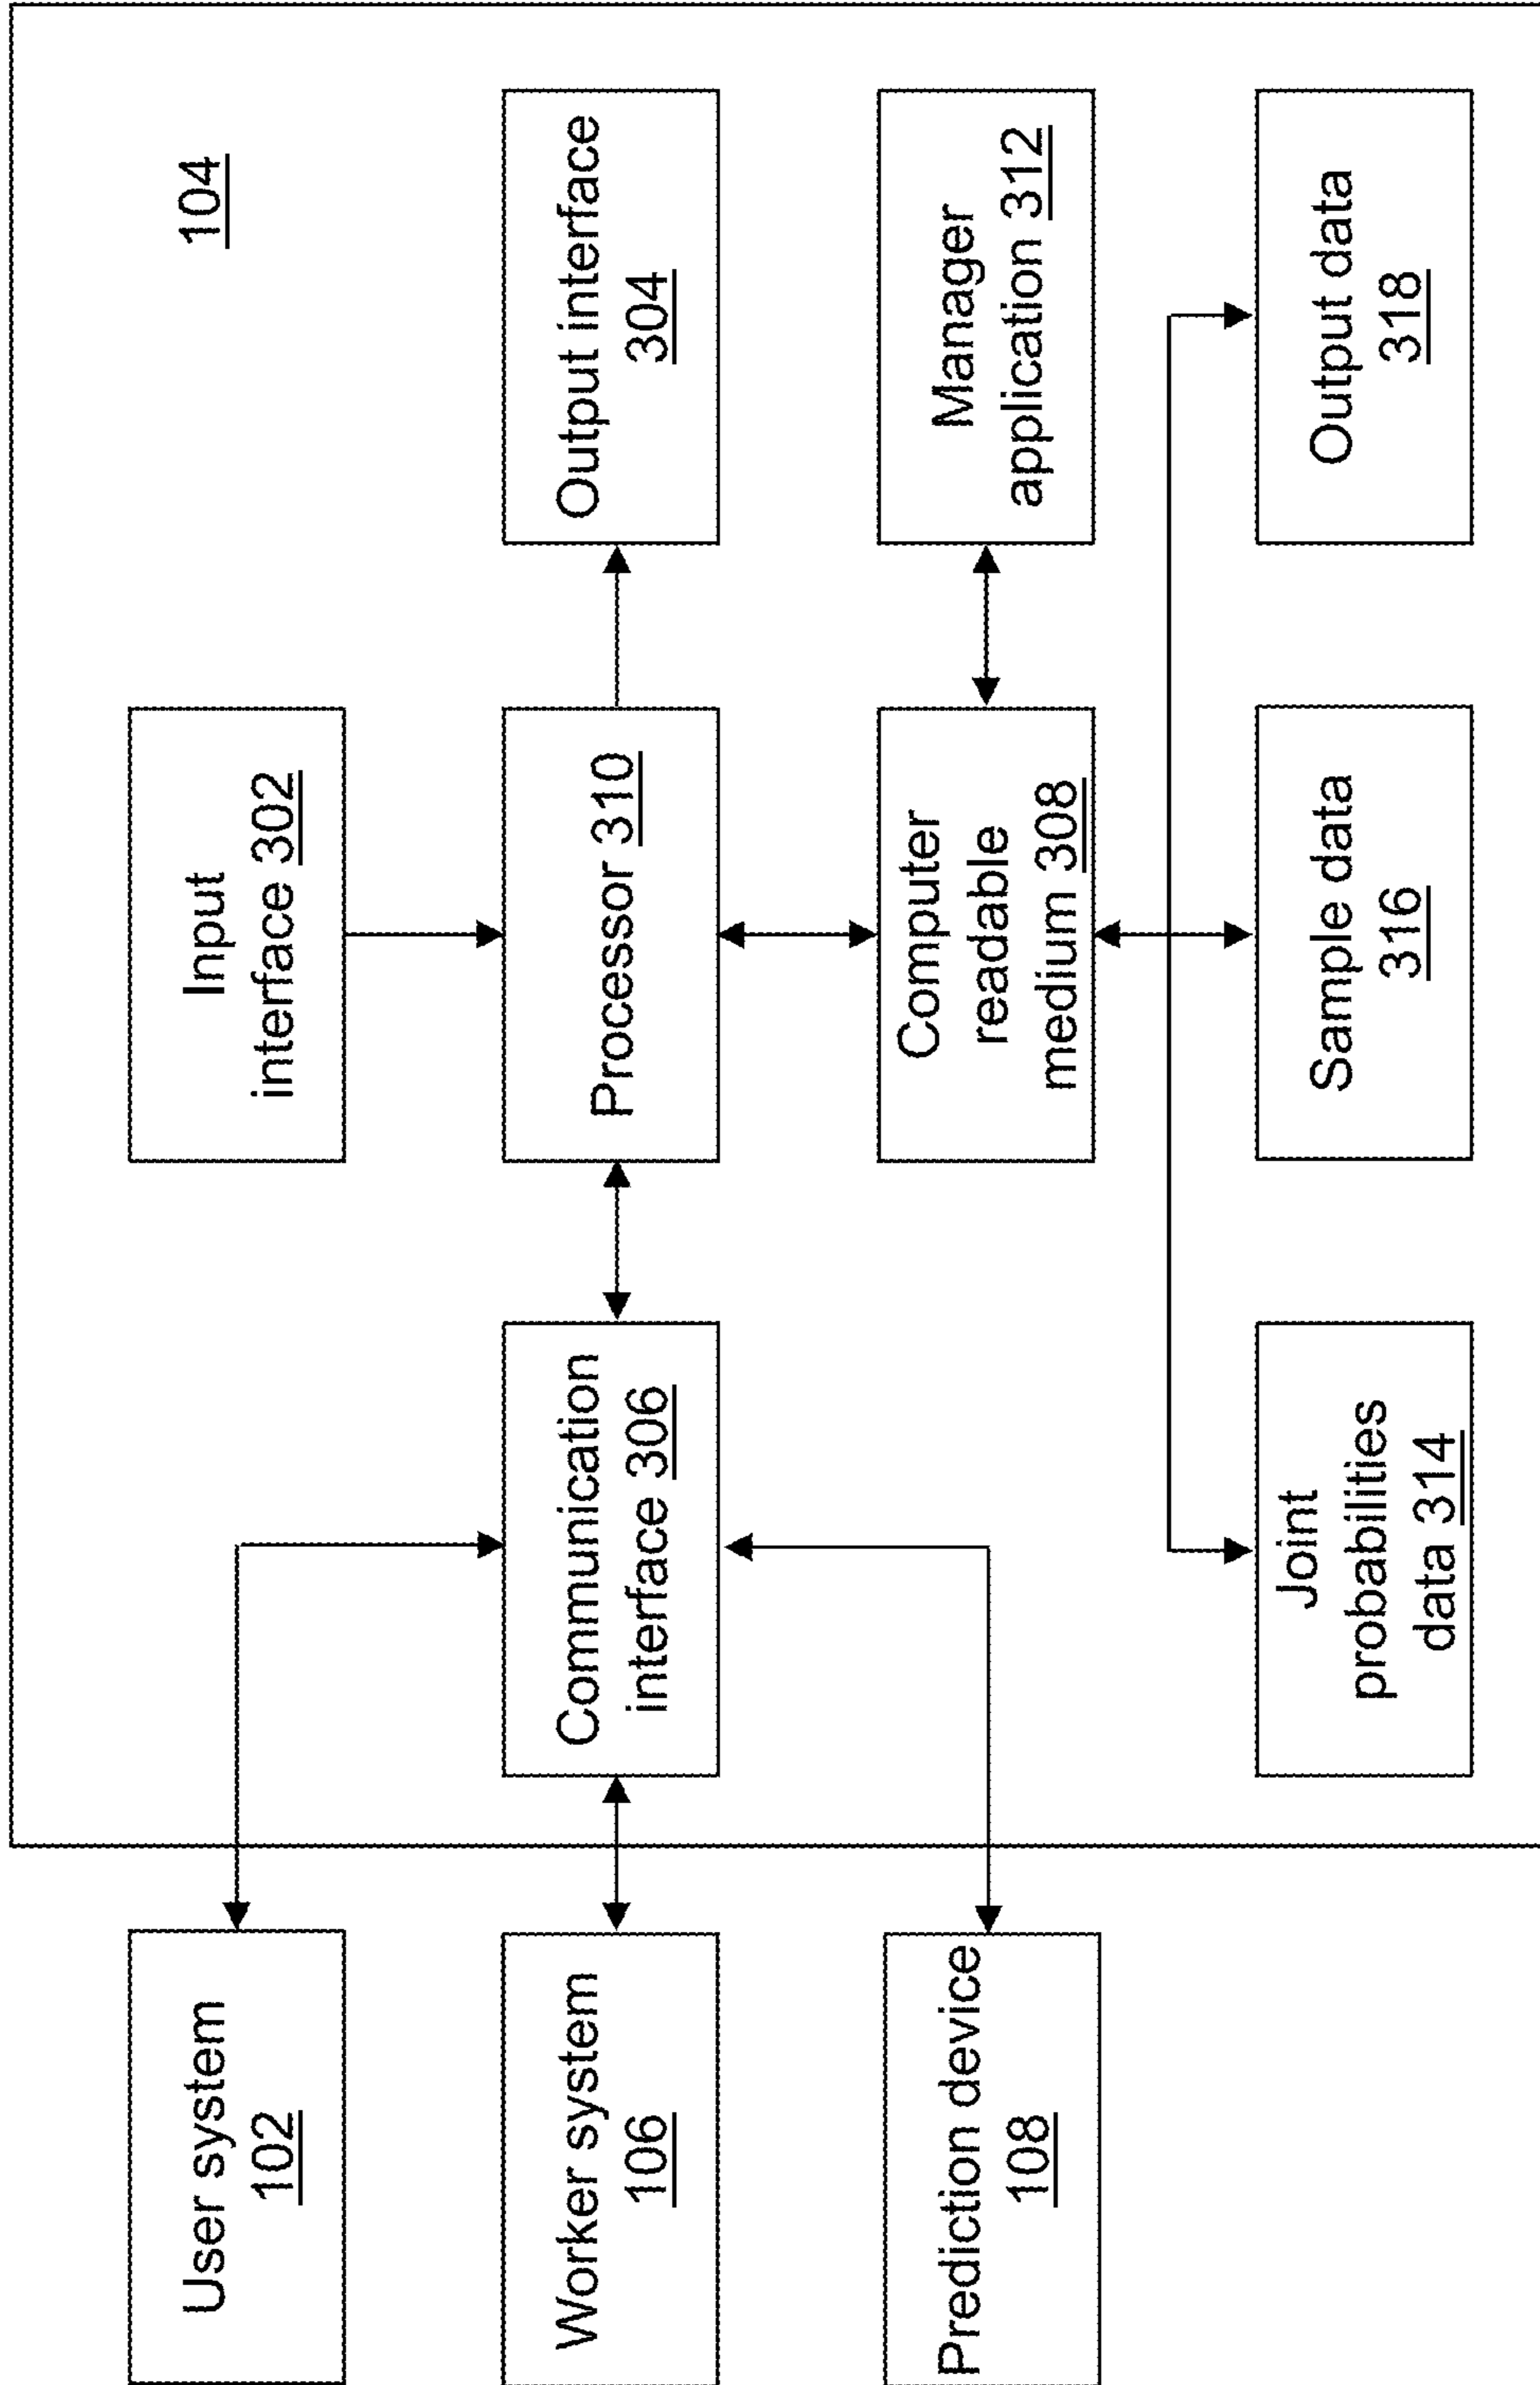 104
User system
102
Input
interface 302
Worker system
106
Communication
interface 306
Processor 310
Output interface
304
Prediction device
108
Computer
readable
medium 308
Manager
application 312
Joint
probabilities
data 314
Sample data
316
Output data
318